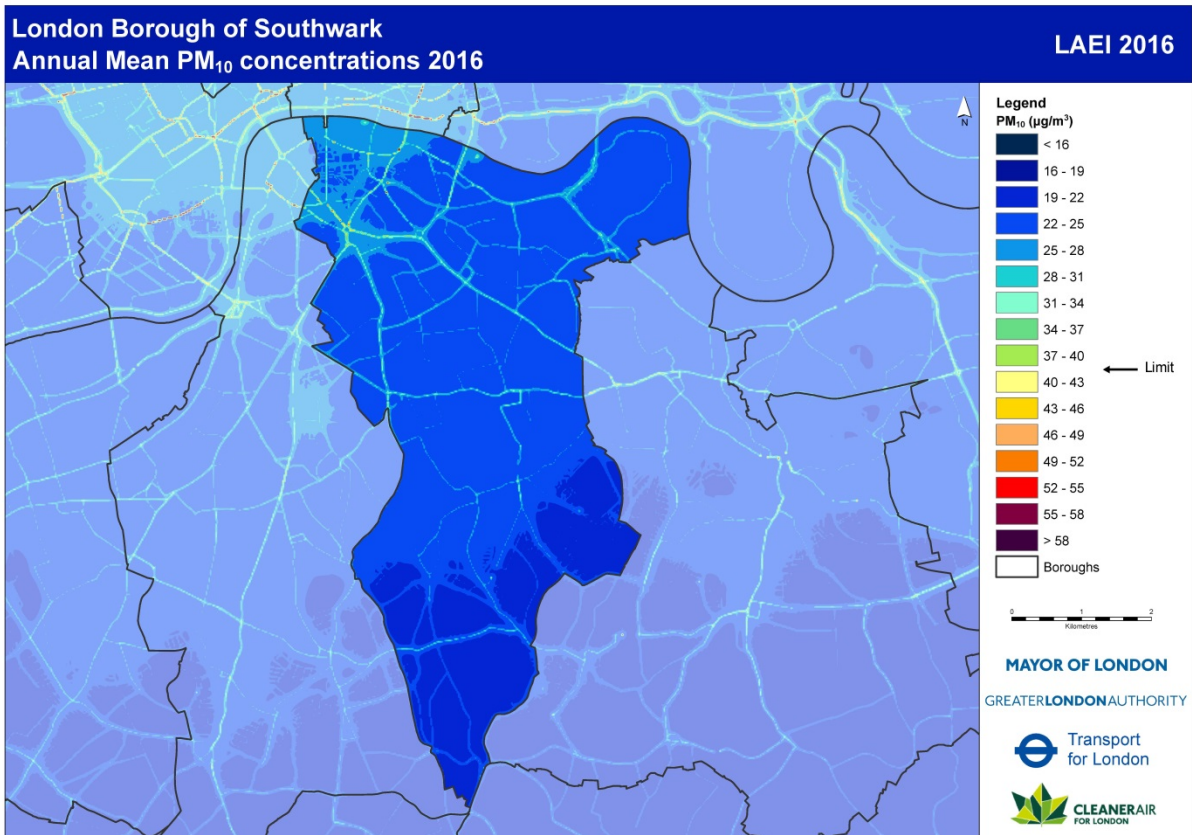 London Borough of Southwark
Annual Mean PM₁₀ concentrations 2016
LAEI 2016
N
Legend
PM₁₀ (µg/m³)
< 16
16 - 19
19 - 22
22 - 25
25 - 28
28 - 31
31 - 34
34 - 37
37 - 40
Limit
40 - 43
43 - 46
46 - 49
49 - 52
52 - 55
55 - 58
> 58
Boroughs
0 1 2
Kilometres
MAYOR OF LONDON
GREATERLONDONAUTHORITY
Transport
for London
CLEANERAIR
FOR LONDON